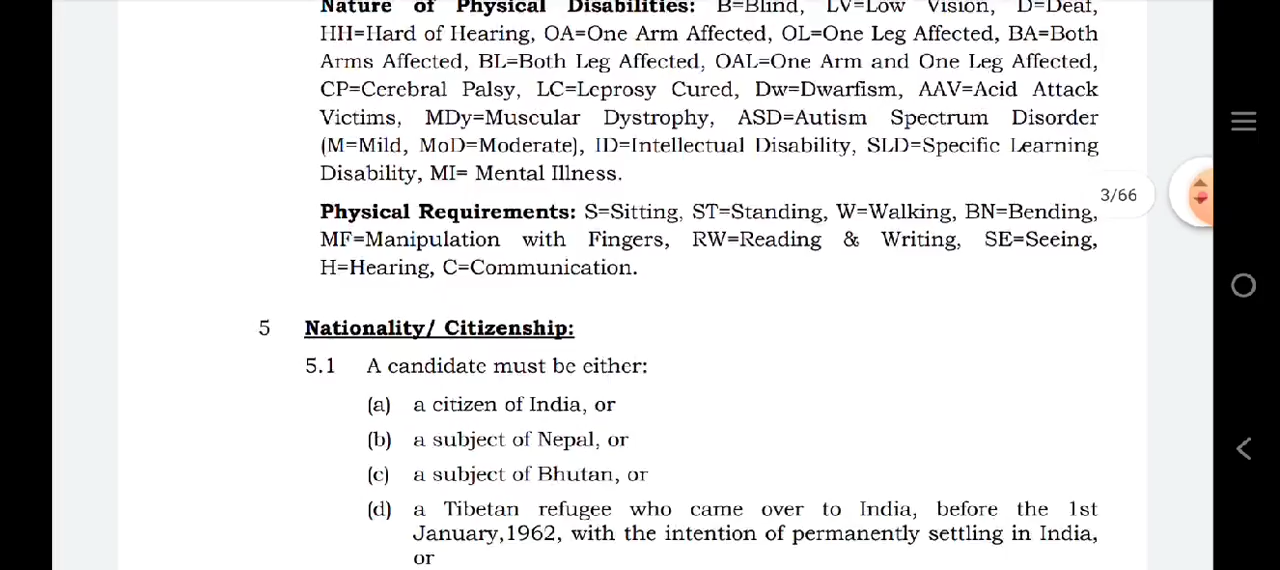 Nature of Physical Disabilities: B=Blind, LV=Low Vision, D=Deaf,
HH=Hard of Hearing, OA=One Arm Affected, OL=One Leg Affected, BA=Both
Arms Affected, BL=Both Leg Affected, OAL=One Arm and One Leg Affected,
CP=Cerebral Palsy, LC=Leprosy Cured, Dw=Dwarfism, AAV=Acid Attack
Victims, MDy=Muscular Dystrophy, ASD=Autism Spectrum Disorder
(M=Mild, MoD=Moderate), ID=Intellectual Disability, SLD=Specific Learning
Disability, MI= Mental Illness.
3/66
Physical Requirements: S=Sitting, ST=Standing, W=Walking, BN=Bending,
MF=Manipulation with Fingers, RW=Reading & Writing, SE=Seeing,
H=Hearing, C=Communication.
5 Nationality/ Citizenship:
5.1 A candidate must be either:
(a) a citizen of India, or
(b) a subject of Nepal, or
(c) a subject of Bhutan, or
(d) a Tibetan refugee who came over to India, before the 1st
January,1962, with the intention of permanently settling in India,
or